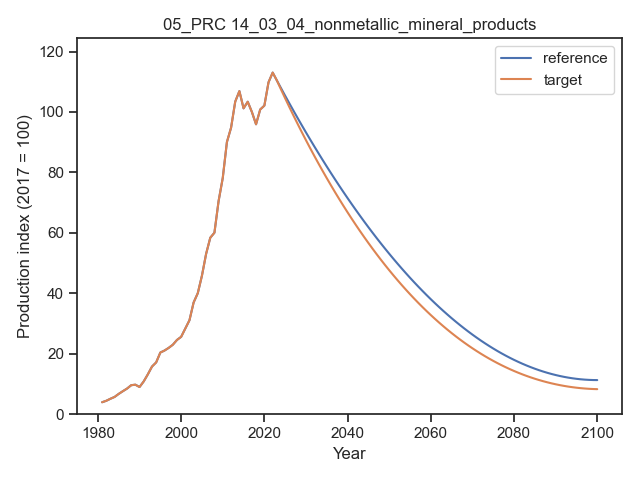 05_PRC 14_03_04_nonmetallic_mineral_products
120
100
80
60
40
20
0
Production index (2017 = 100)
reference
target
1980
2000
2020
2040
2060
2080
2100
Year